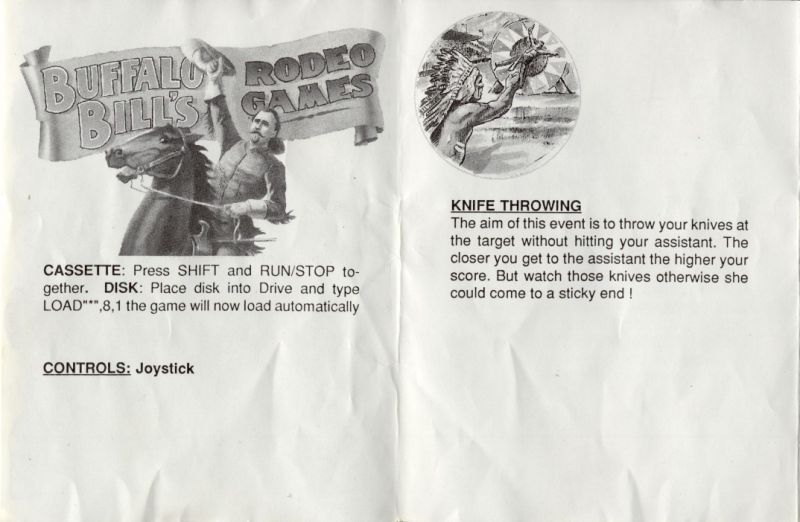 BUFFALO
BILL'S
RODEO
GAMES
CASSETTE: Press SHIFT and RUN/STOP to-
gether. DISK: Place disk into Drive and type
LOAD"*",8,1 the game will now load automatically
CONTROLS: Joystick
KNIFE THROWING
The aim of this event is to throw your knives at
the target without hitting your assistant. The
closer you get to the assistant the higher your
score. But watch those knives otherwise she
could come to a sticky end !